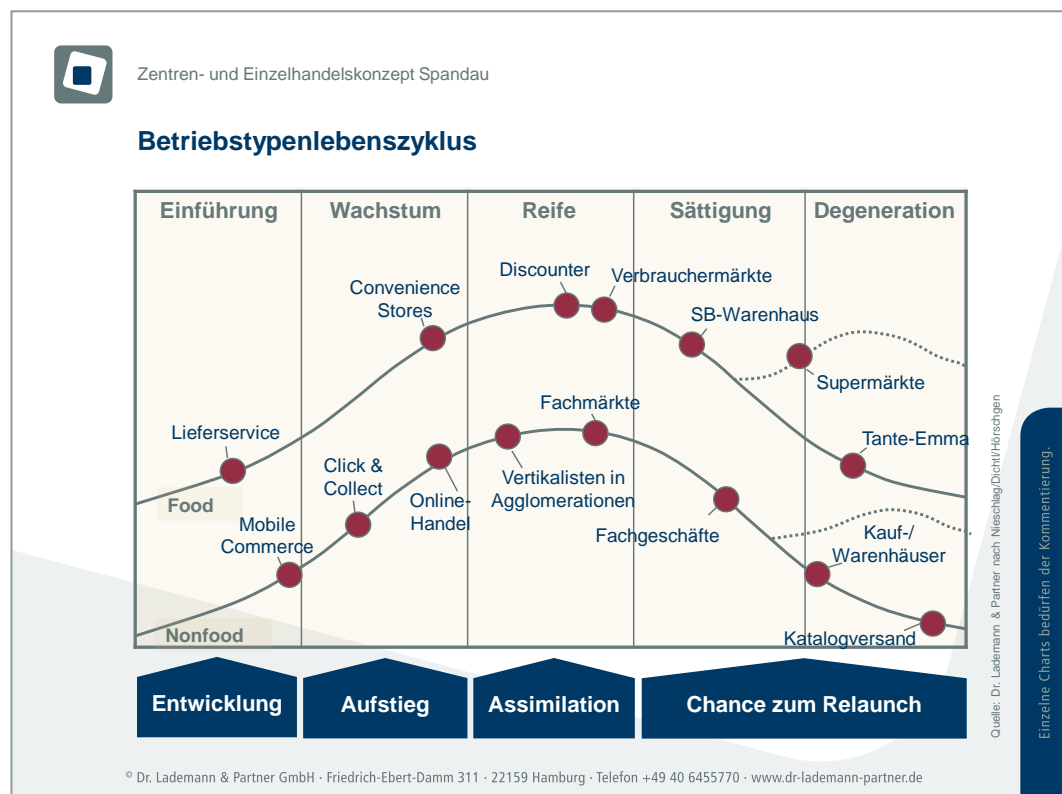 Zentren- und Einzelhandelskonzept Spandau
Betriebstypenlebenszyklus
Einführung
Wachstum
Reife
Sättigung
Degeneration
Discounter
Verbrauchermärkte
Convenience
Stores
SB-Warenhaus
Supermärkte
Fachmärkte
Lieferservice
Tante-Emma
Click &
Collect
Vertikalisten in
Agglomerationen
Online-
Handel
Food
Mobile
Commerce
Fachgeschäfte
Kauf-/
Warenhäuser
Nonfood
Katalogversand
Entwicklung
Aufstieg
Assimilation
Chance zum Relaunch
Quelle: Dr. Lademann & Partner nach Nieschlag/Dichtl/Hörschgen
Einzelne Charts bedürfen der Kommentierung.
© Dr. Lademann & Partner GmbH · Friedrich-Ebert-Damm 311 · 22159 Hamburg · Telefon +49 40 6455770 · www.dr-lademann-partner.de